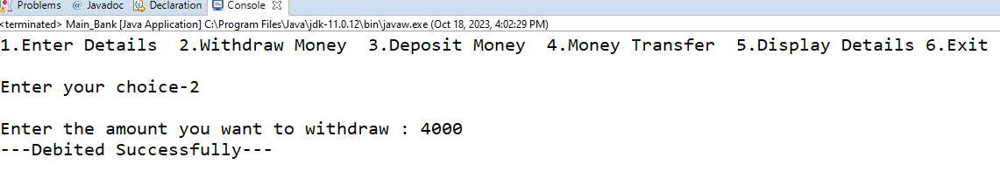 Problems @ Javadoc Declaration Console
<terminated> Main_Bank [Java Application] C:\Program Files\Java\jdk-11.0.12\bin\javaw.exe (Oct 18, 2023, 4:02:29 PM)
1.Enter Details  2.Withdraw Money  3.Deposit Money  4.Money Transfer  5.Display Details 6.Exit
Enter your choice-2
Enter the amount you want to withdraw : 4000
---Debited Successfully---